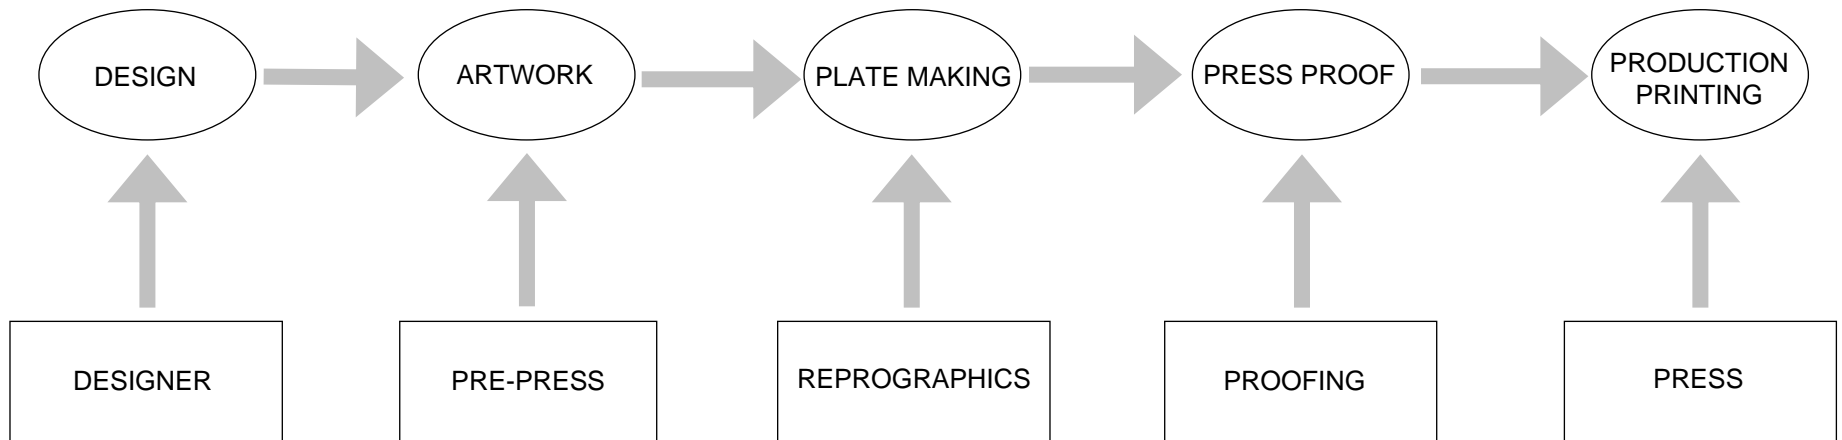 DESIGN
ARTWORK
PLATE MAKING
PRESS PROOF
PRODUCTION
PRINTING
DESIGNER
PRE-PRESS
REPROGRAPHICS
PROOFING
PRESS